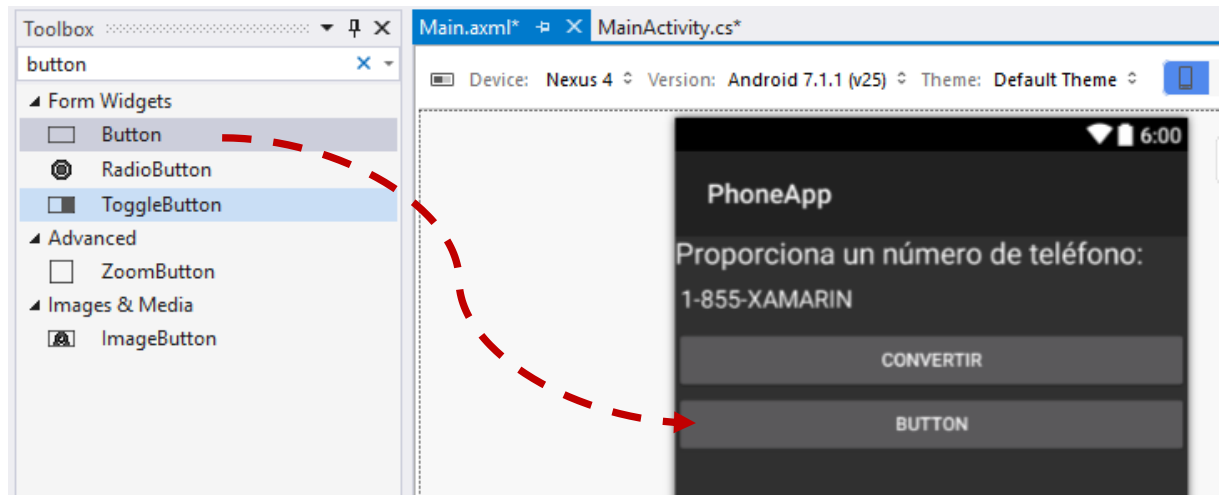 Toolbox
button
Form Widgets
Button
RadioButton
ToggleButton
Advanced
ZoomButton
Images & Media
ImageButton
Main.axml* MainActivity.cs*
Device: Nexus 4 Version: Android 7.1.1 (v25) Theme: Default Theme
6:00
PhoneApp
Proporciona un número de teléfono:
1-855-XAMARIN
CONVERTIR
BUTTON